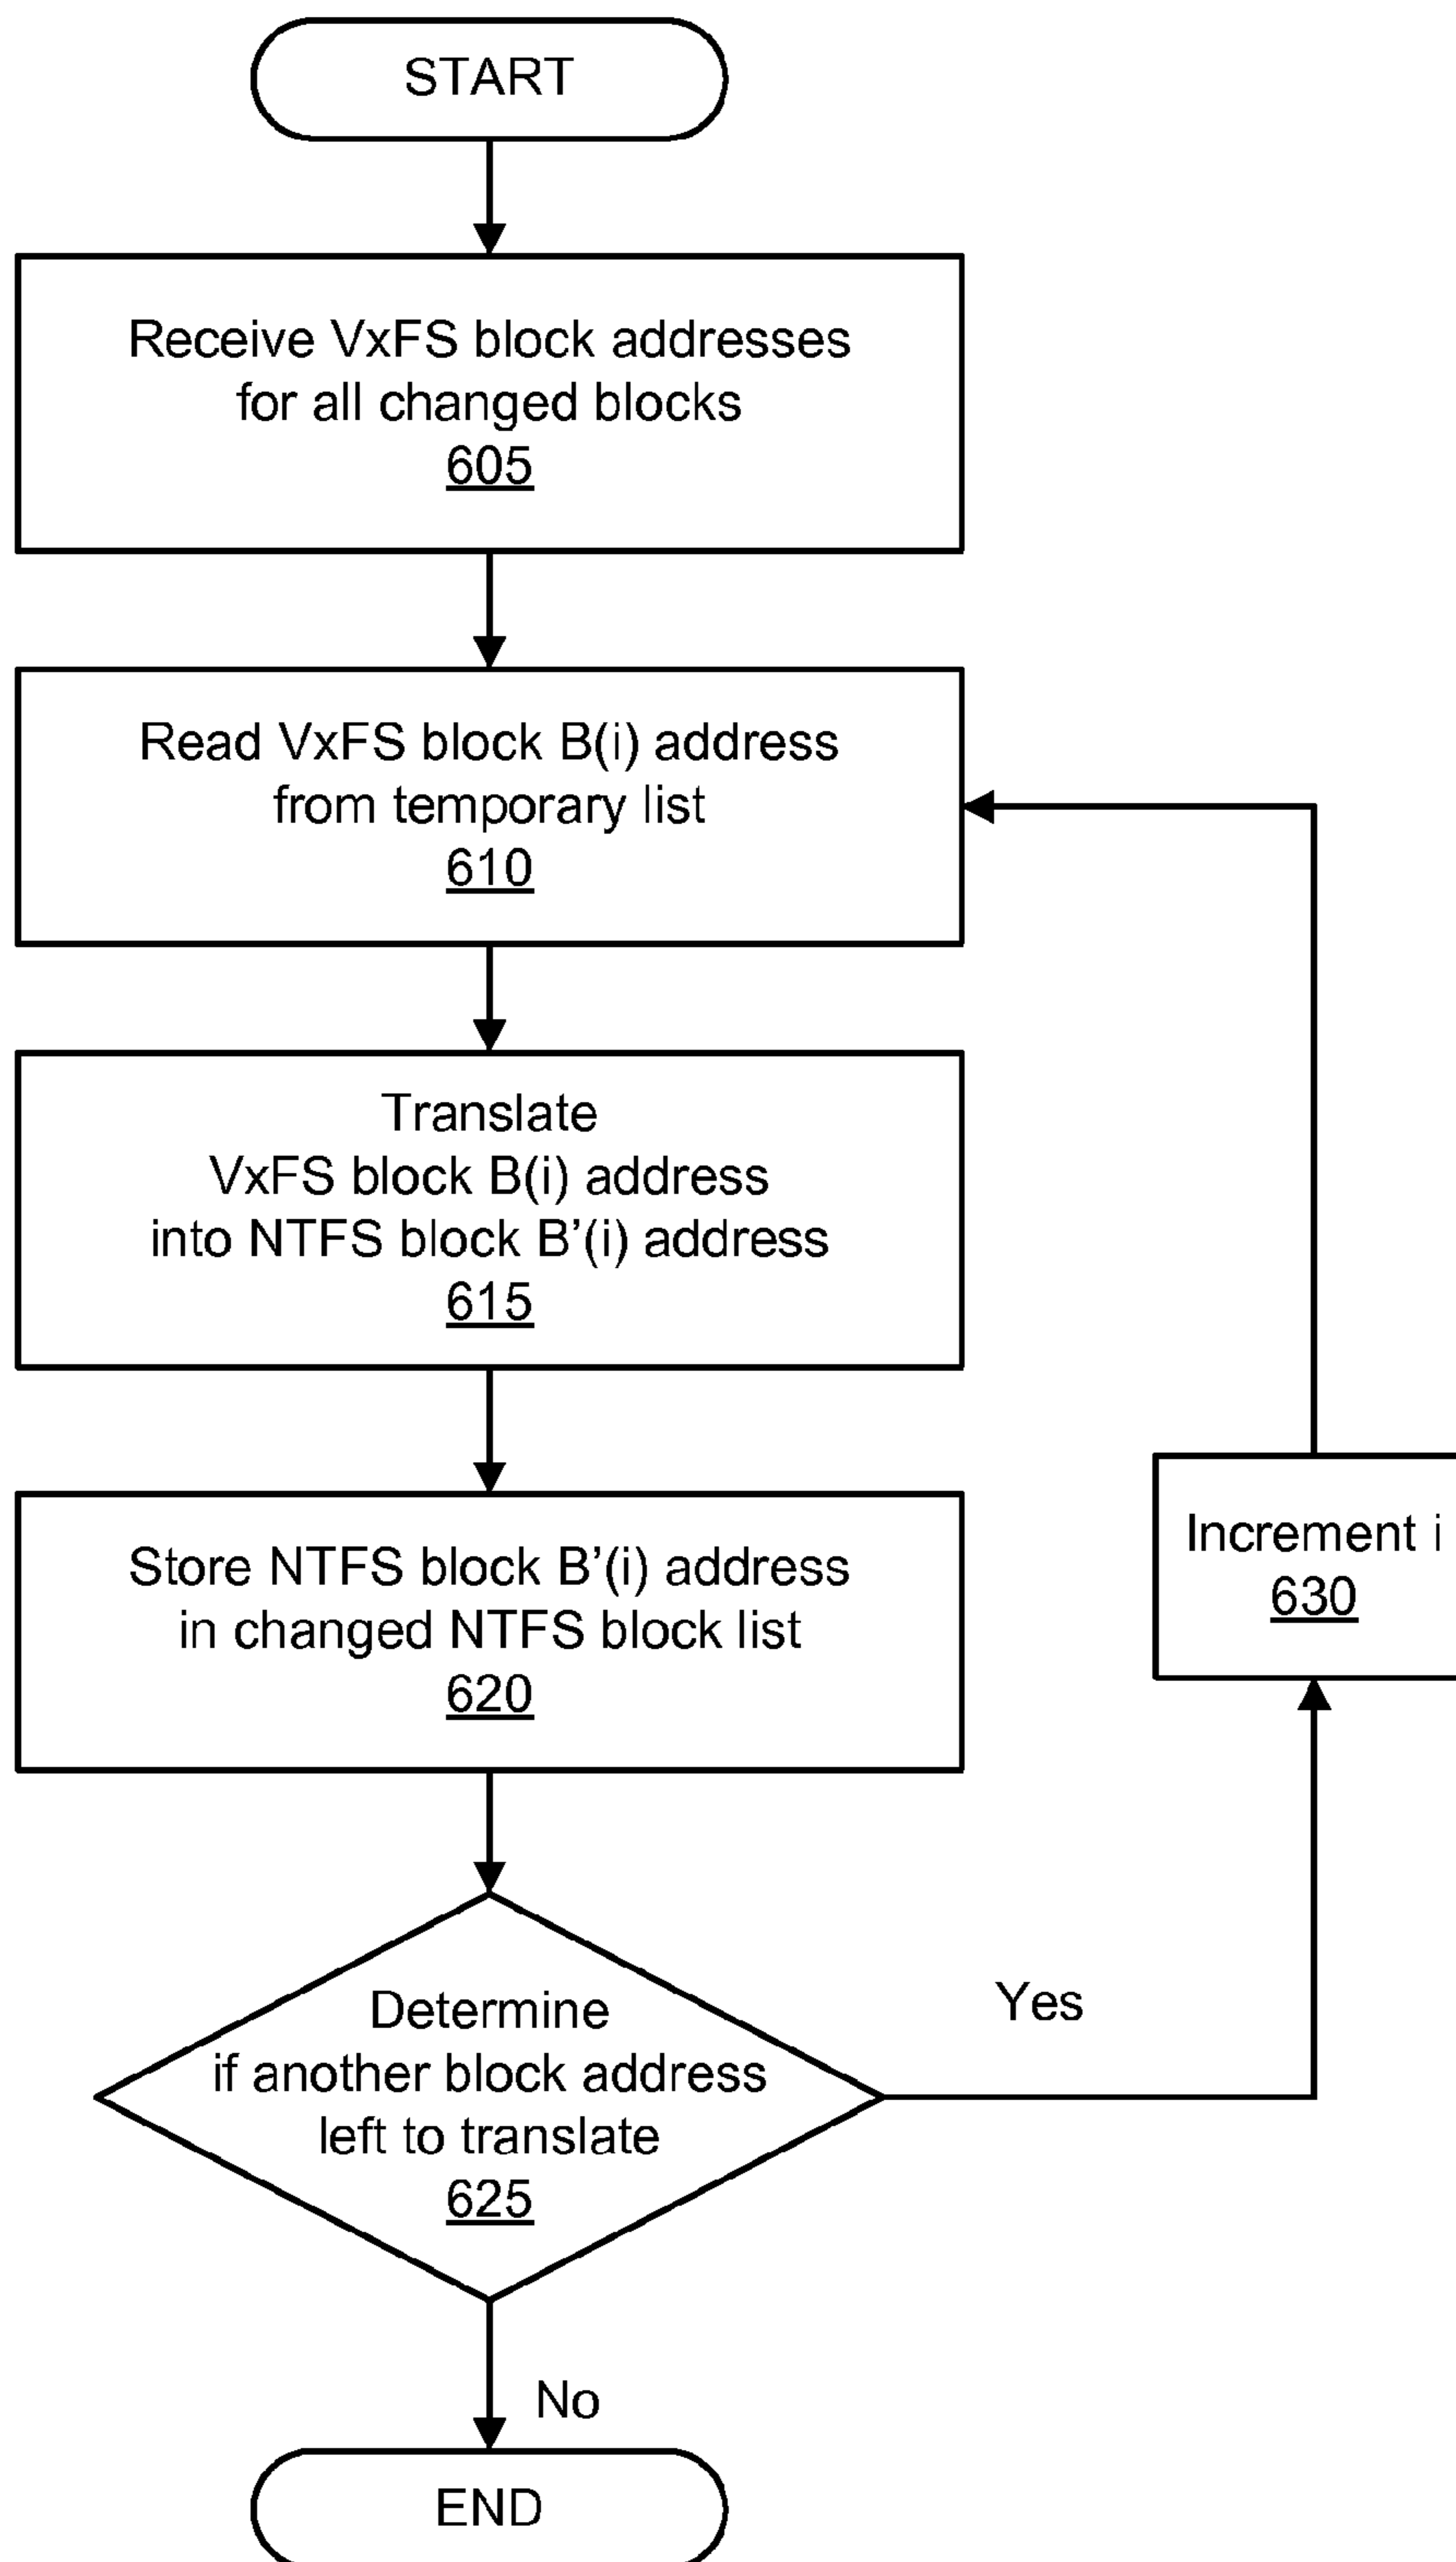 START
Receive VxFS block addresses
for all changed blocks
605
Read VxFS block B(i) address
from temporary list
610
Translate
VxFS block B(i) address
into NTFS block B’(i) address
615
Store NTFS block B’(i) address
in changed NTFS block list
620
Increment i
630
Determine
if another block address
left to translate
625
Yes
No
END